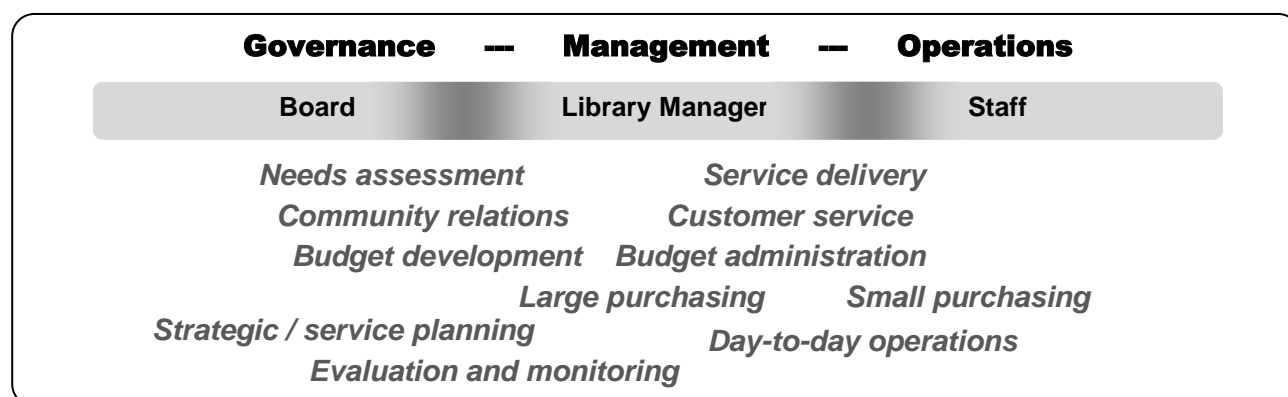 Governance --- Management --- Operations
Board Library Manager Staff
Needs assessment Service delivery
Community relations Customer service
Budget development Budget administration
Large purchasing Small purchasing
Strategic / service planning Day-to-day operations
Evaluation and monitoring